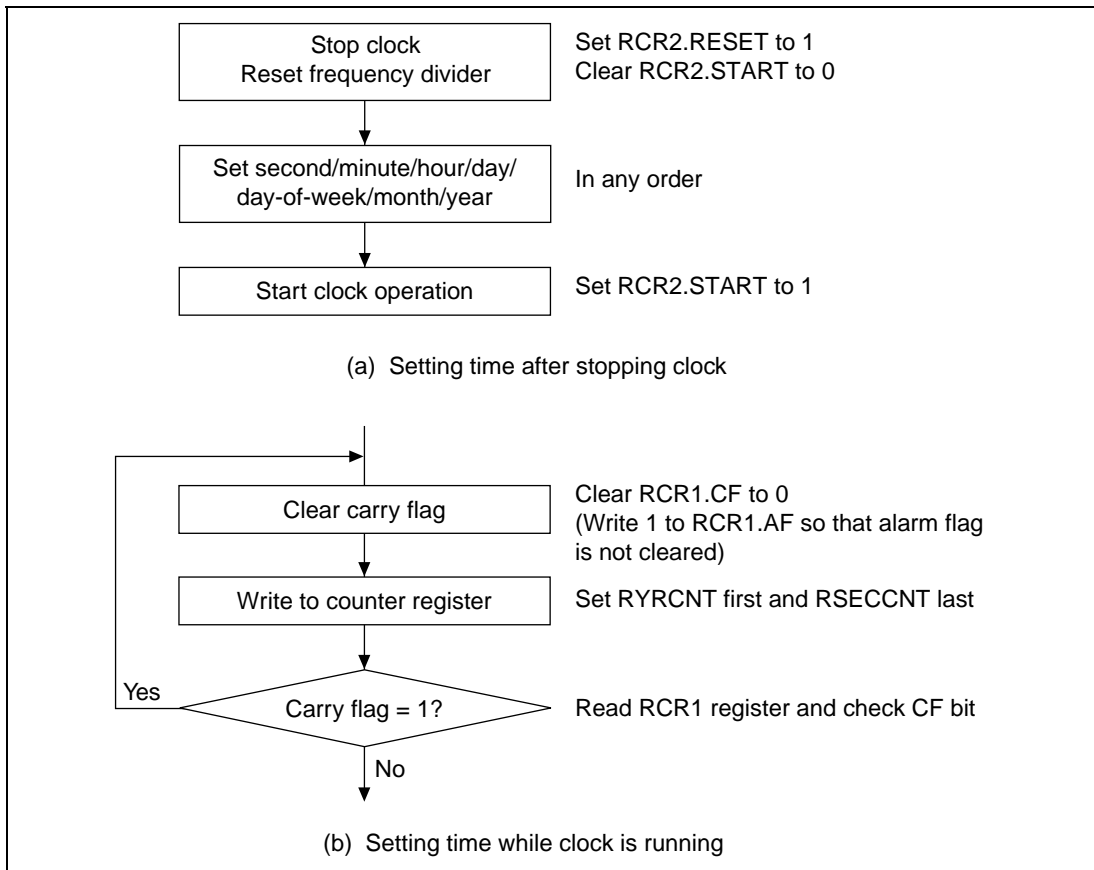 Stop clock
Reset frequency divider
Set RCR2.RESET to 1
Clear RCR2.START to 0
Set second/minute/hour/day/
day-of-week/month/year
In any order
Start clock operation
Set RCR2.START to 1
(a) Setting time after stopping clock
Clear carry flag
Clear RCR1.CF to 0
(Write 1 to RCR1.AF so that alarm flag
is not cleared)
Write to counter register
Set RYRCNT first and RSECCNT last
Yes
Carry flag = 1?
Read RCR1 register and check CF bit
No
(b) Setting time while clock is running